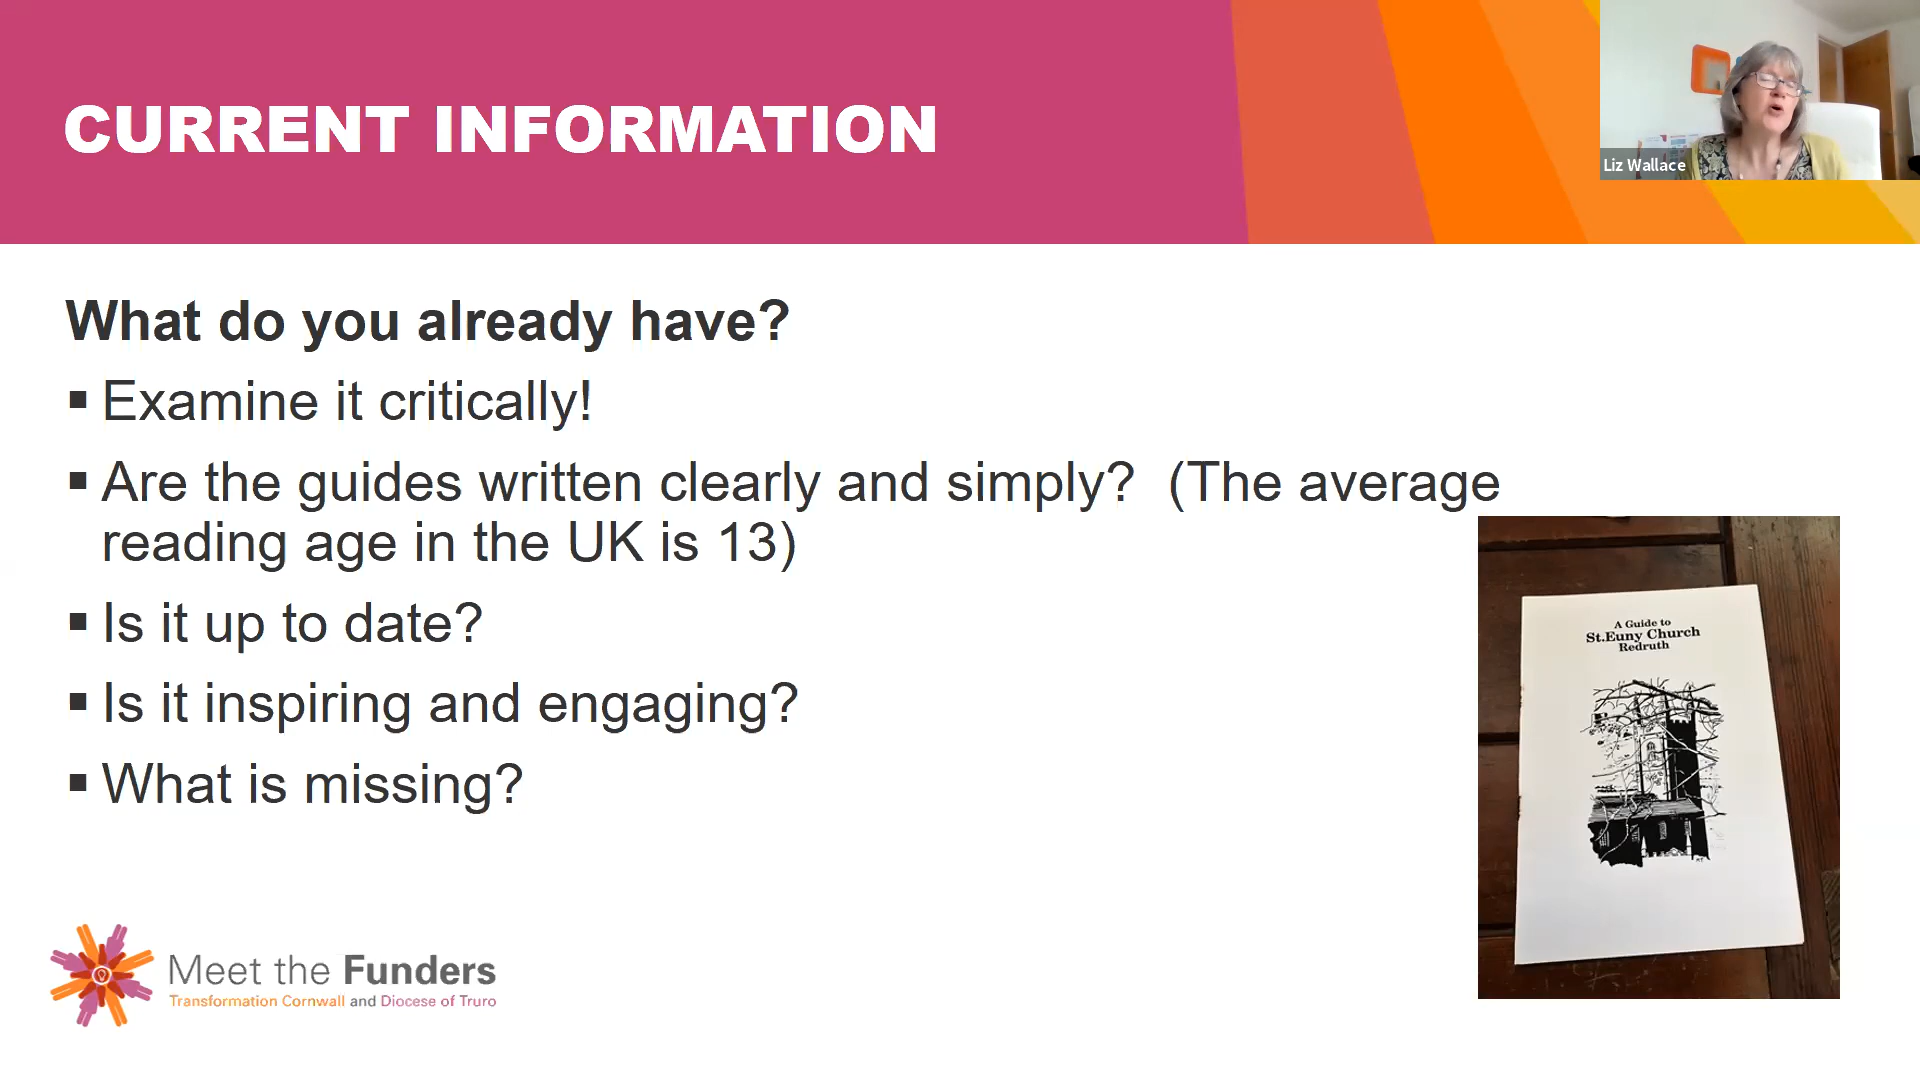 CURRENT INFORMATION
Liz Wallace
What do you already have?
▪ Examine it critically!
▪ Are the guides written clearly and simply?  (The average
reading age in the UK is 13)
▪ Is it up to date?
▪ Is it inspiring and engaging?
▪ What is missing?
A Guide to
St.Euny Church
Redruth
Meet the Funders
Transformation Cornwall and Diocese of Truro